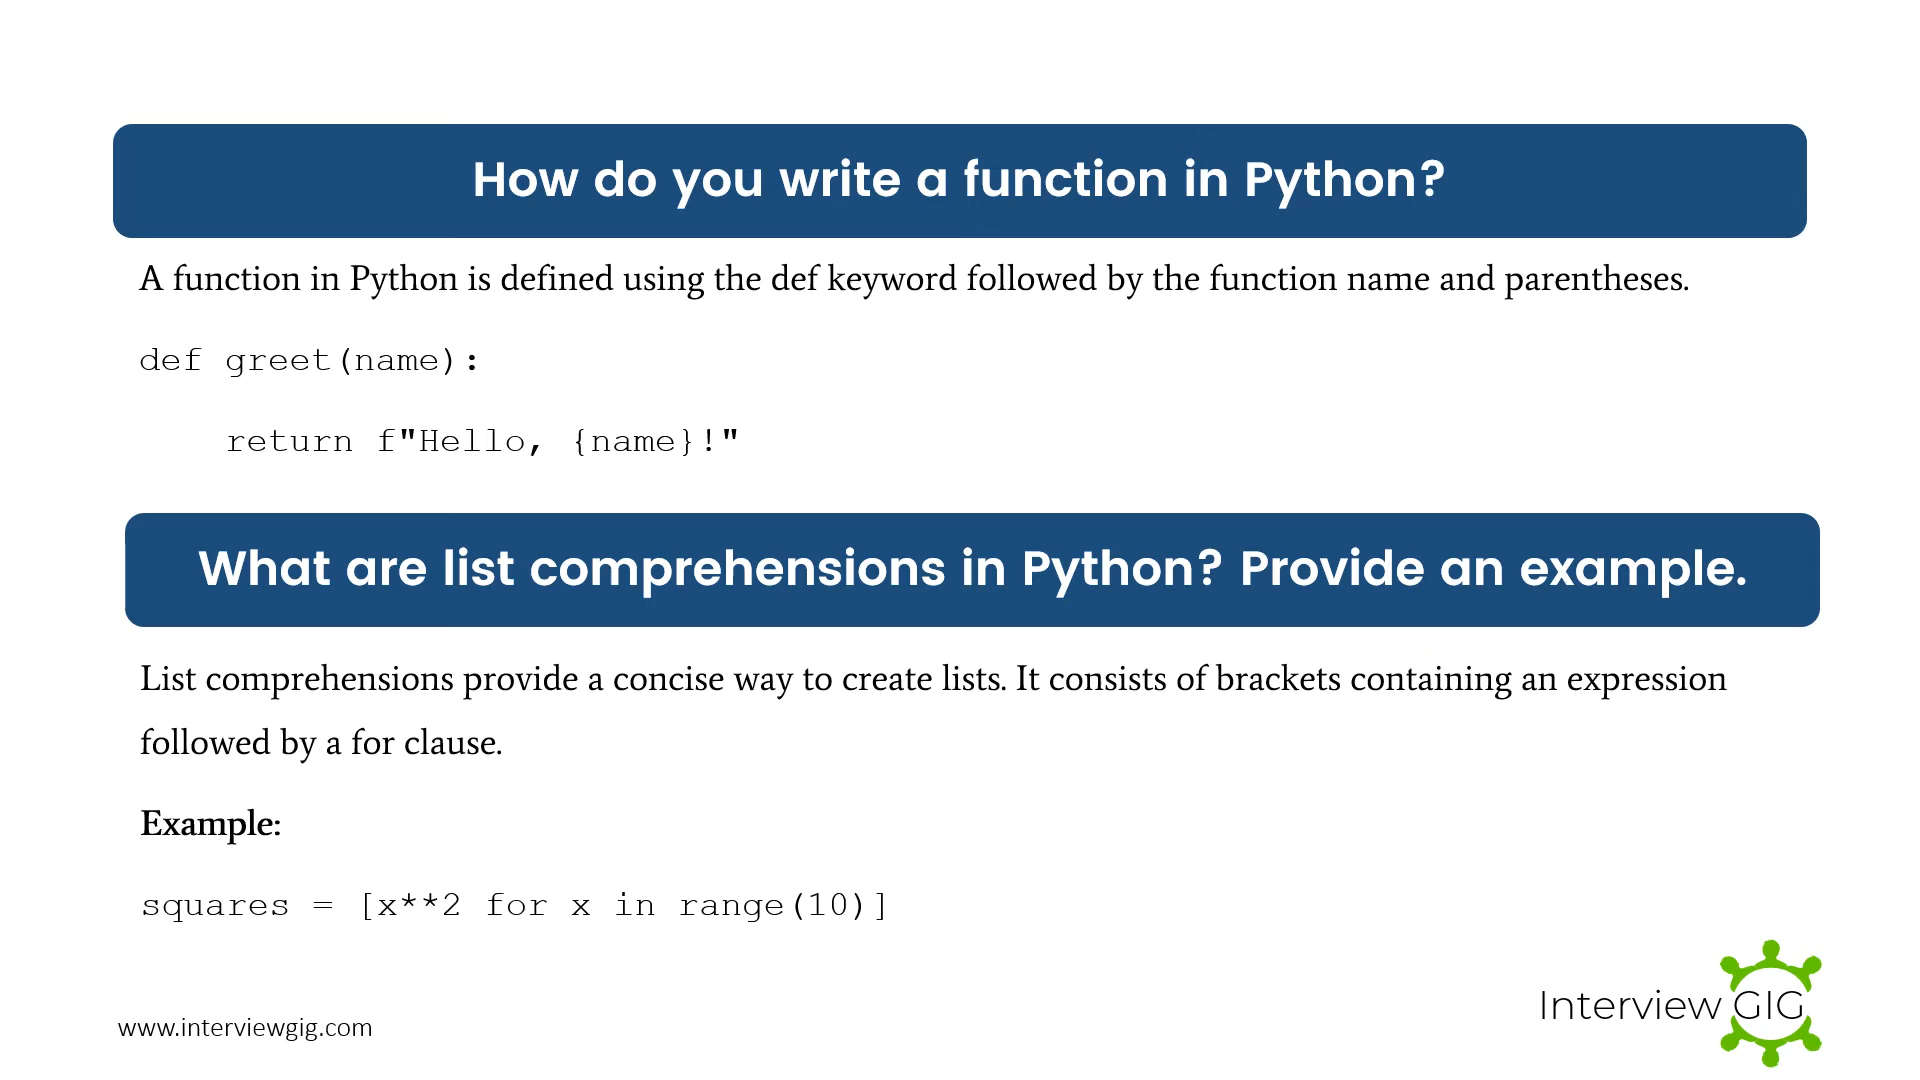 How do you write a function in Python?
A function in Python is defined using the def keyword followed by the function name and parentheses.
def greet(name):
    return f"Hello, {name}!"
What are list comprehensions in Python? Provide an example.
List comprehensions provide a concise way to create lists. It consists of brackets containing an expression
followed by a for clause.
Example:
squares = [x**2 for x in range(10)]
Interview GIG
www.interviewgig.com